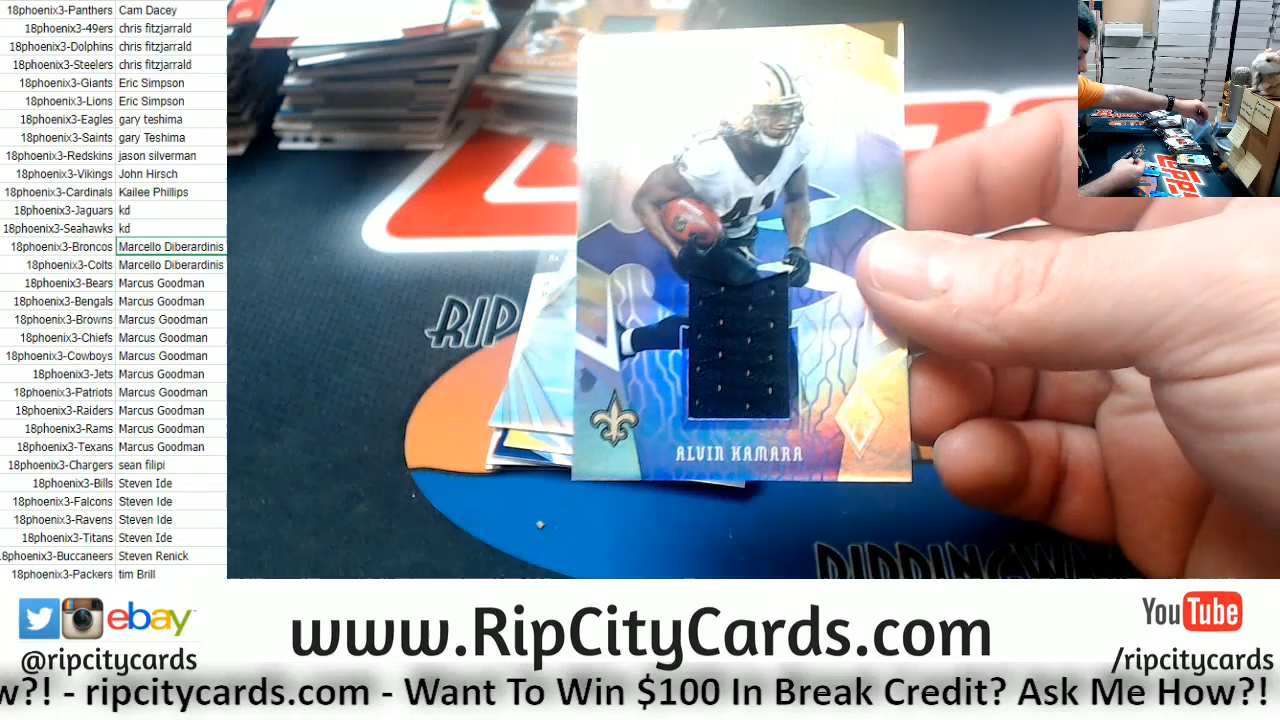 18phoenix3-Panthers Cam Dacey
18phoenix3-49ers chris fitzjarrald
18phoenix3-Dolphins chris fitzjarrald
18phoenix3-Steelers chris fitzjarrald
18phoenix3-Giants Eric Simpson
18phoenix3-Lions Eric Simpson
18phoenix3-Eagles gary teshima
18phoenix3-Saints gary Teshima
18phoenix3-Redskins jason silverman
18phoenix3-Vikings John Hirsch
18phoenix3-Cardinals Kailee Phillips
18phoenix3-Jaguars kd
18phoenix3-Seahawks kd
18phoenix3-Broncos Marcello Diberardinis
18phoenix3-Colts Marcello Diberardinis
18phoenix3-Bears Marcus Goodman
18phoenix3-Bengals Marcus Goodman
18phoenix3-Browns Marcus Goodman
18phoenix3-Chiefs Marcus Goodman
18phoenix3-Cowboys Marcus Goodman
18phoenix3-Jets Marcus Goodman
18phoenix3-Patriots Marcus Goodman
18phoenix3-Raiders Marcus Goodman
18phoenix3-Rams Marcus Goodman
18phoenix3-Texans Marcus Goodman
18phoenix3-Chargers sean filipi
18phoenix3-Bills Steven Ide
18phoenix3-Falcons Steven Ide
18phoenix3-Ravens Steven Ide
18phoenix3-Titans Steven Ide
18phoenix3-Buccaneers Steven Renick
18phoenix3-Packers tim Brill
41
RIP
ALVIN KAMARA
ebay
@ripcitycards
www.RipCityCards.com
YouTube
/ripcitycards
w?! - ripcitycards.com - Want To Win $100 In Break Credit? Ask Me How?!